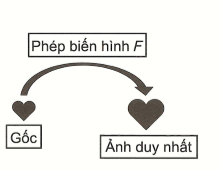 Phép biến hình F
Gốc
Ảnh duy nhất